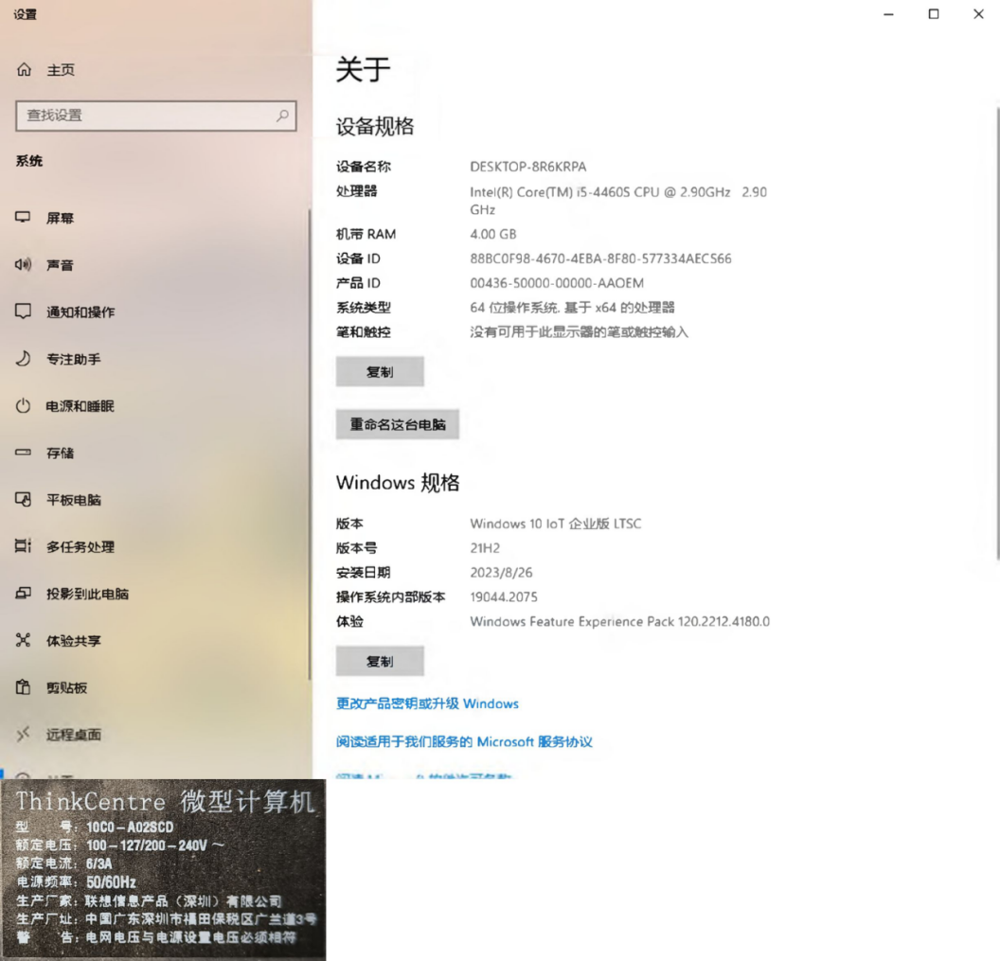 设置
主页
查找设置
系统
屏幕
声音
通知和操作
专注助手
电源和睡眠
存储
平板电脑
多任务处理
投影到此电脑
体验共享
剪贴板
远程桌面
关于
设备规格
设备名称 DESKTOP-8R6KRPA
处理器 Intel(R) Core(TM) i5-4460S CPU @ 2.90GHz 2.90
GHz
机带 RAM 4.00 GB
设备 ID 88BC0F98-4670-4EBA-8F80-577334AECS66
产品 ID 00436-50000-00000-AAOEM
系统类型 64 位操作系统, 基于 x64 的处理器
笔和触控 没有可用于此显示器的笔或触控输入
复制
重命名这台电脑
Windows 规格
版本 Windows 10 IoT 企业版 LTSC
版本号 21H2
安装日期 2023/8/26
操作系统内部版本 19044.2075
体验 Windows Feature Experience Pack 120.2212.4180.0
复制
更改产品密钥或升级 Windows
阅读适用于我们服务的 Microsoft 服务协议
ThinkCentre 微型计算机
型 号: 10C0-A02SCD
额定电压: 100-127/200-240V ～
额定电流: 6/3A
电源频率: 50/60Hz
生产厂家: 联想信息产品（深圳）有限公司
生产厂址: 中国广东深圳市福田保税区广兰道3号
警 告: 电网电压与电源设置电压必须相符